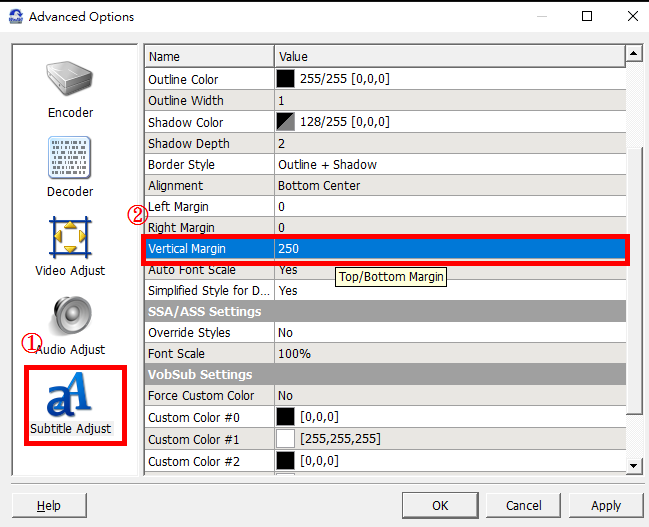 Advanced Options
Encoder
Decoder
Video Adjust
① Audio Adjust
Subtitle Adjust
Name Value
Outline Color 255/255 [0,0,0]
Outline Width 1
Shadow Color 128/255 [0,0,0]
Shadow Depth 2
Border Style Outline + Shadow
Alignment Bottom Center
Left Margin 0
② Right Margin 0
Vertical Margin 250
Auto Font Scale Yes
Top/Bottom Margin
Simplified Style for D... Yes
SSA/ASS Settings
Override Styles No
Font Scale 100%
VobSub Settings
Force Custom Color No
Custom Color #0 [0,0,0]
Custom Color #1 [255,255,255]
Custom Color #2 [0,0,0]
Help OK Cancel Apply